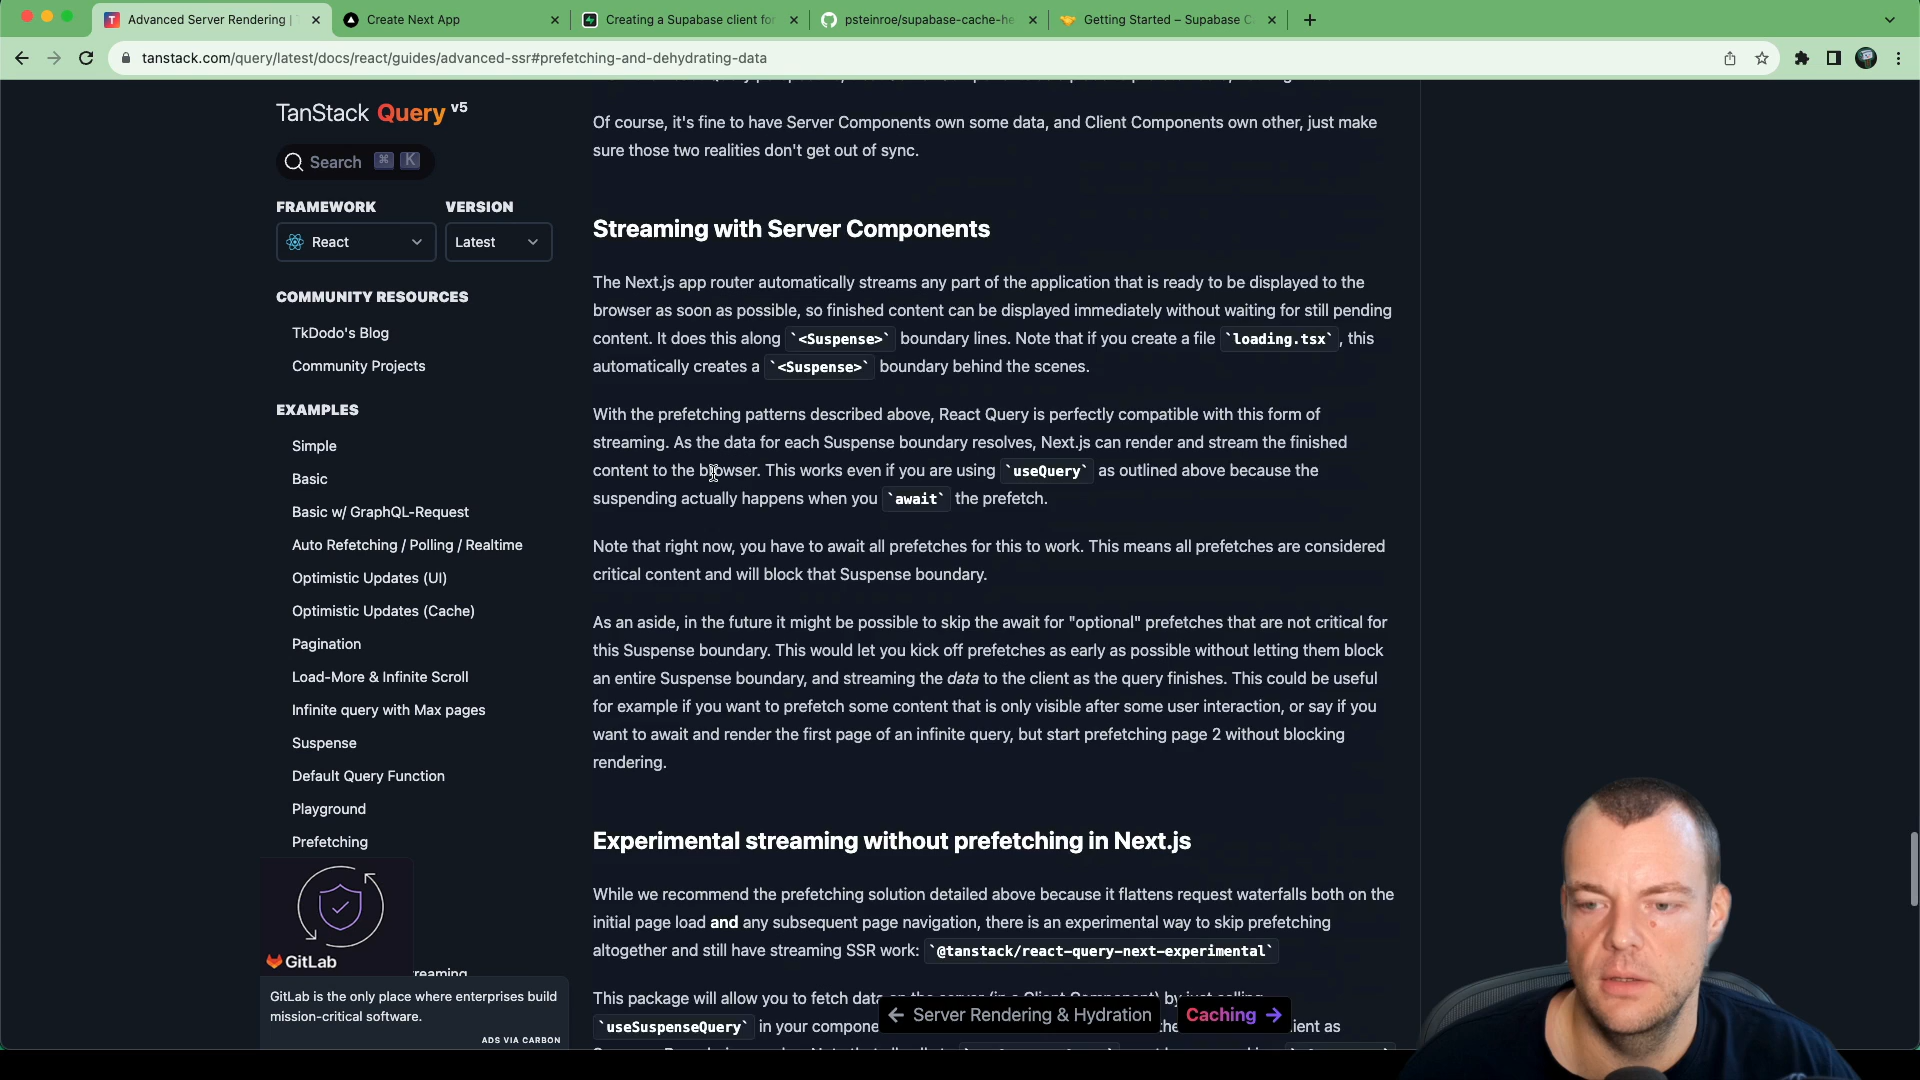 Advanced Server Rendering |
Create Next App
Creating a Supabase client for
psteinroe/supabase-cache-he
Getting Started – Supabase C
tanstack.com/query/latest/docs/react/guides/advanced-ssr#prefetching-and-dehydrating-data
TanStack Query v5
Search ⌘ K
FRAMEWORK
VERSION
React
Latest
COMMUNITY RESOURCES
TkDodo's Blog
Community Projects
EXAMPLES
Simple
Basic
Basic w/ GraphQL-Request
Auto Refetching / Polling / Realtime
Optimistic Updates (UI)
Optimistic Updates (Cache)
Pagination
Load-More & Infinite Scroll
Infinite query with Max pages
Suspense
Default Query Function
Playground
Prefetching
GitLab
reaming
GitLab is the only place where enterprises build
mission-critical software.
ADS VIA CARBON
Of course, it's fine to have Server Components own some data, and Client Components own other, just make
sure those two realities don't get out of sync.
Streaming with Server Components
The Next.js app router automatically streams any part of the application that is ready to be displayed to the
browser as soon as possible, so finished content can be displayed immediately without waiting for still pending
content. It does this along `<Suspense>` boundary lines. Note that if you create a file `loading.tsx`, this
automatically creates a `<Suspense>` boundary behind the scenes.
With the prefetching patterns described above, React Query is perfectly compatible with this form of
streaming. As the data for each Suspense boundary resolves, Next.js can render and stream the finished
content to the browser. This works even if you are using `useQuery` as outlined above because the
suspending actually happens when you `await` the prefetch.
Note that right now, you have to await all prefetches for this to work. This means all prefetches are considered
critical content and will block that Suspense boundary.
As an aside, in the future it might be possible to skip the await for "optional" prefetches that are not critical for
this Suspense boundary. This would let you kick off prefetches as early as possible without letting them block
an entire Suspense boundary, and streaming the data to the client as the query finishes. This could be useful
for example if you want to prefetch some content that is only visible after some user interaction, or say if you
want to await and render the first page of an infinite query, but start prefetching page 2 without blocking
rendering.
Experimental streaming without prefetching in Next.js
While we recommend the prefetching solution detailed above because it flattens request waterfalls both on the
initial page load and any subsequent page navigation, there is an experimental way to skip prefetching
altogether and still have streaming SSR work: `@tanstack/react-query-next-experimental`
This package will allow you to fetch data on the server (in a Client Component) by just calling
← Server Rendering & Hydration
Caching →
`useSuspenseQuery` in your compone the ient as